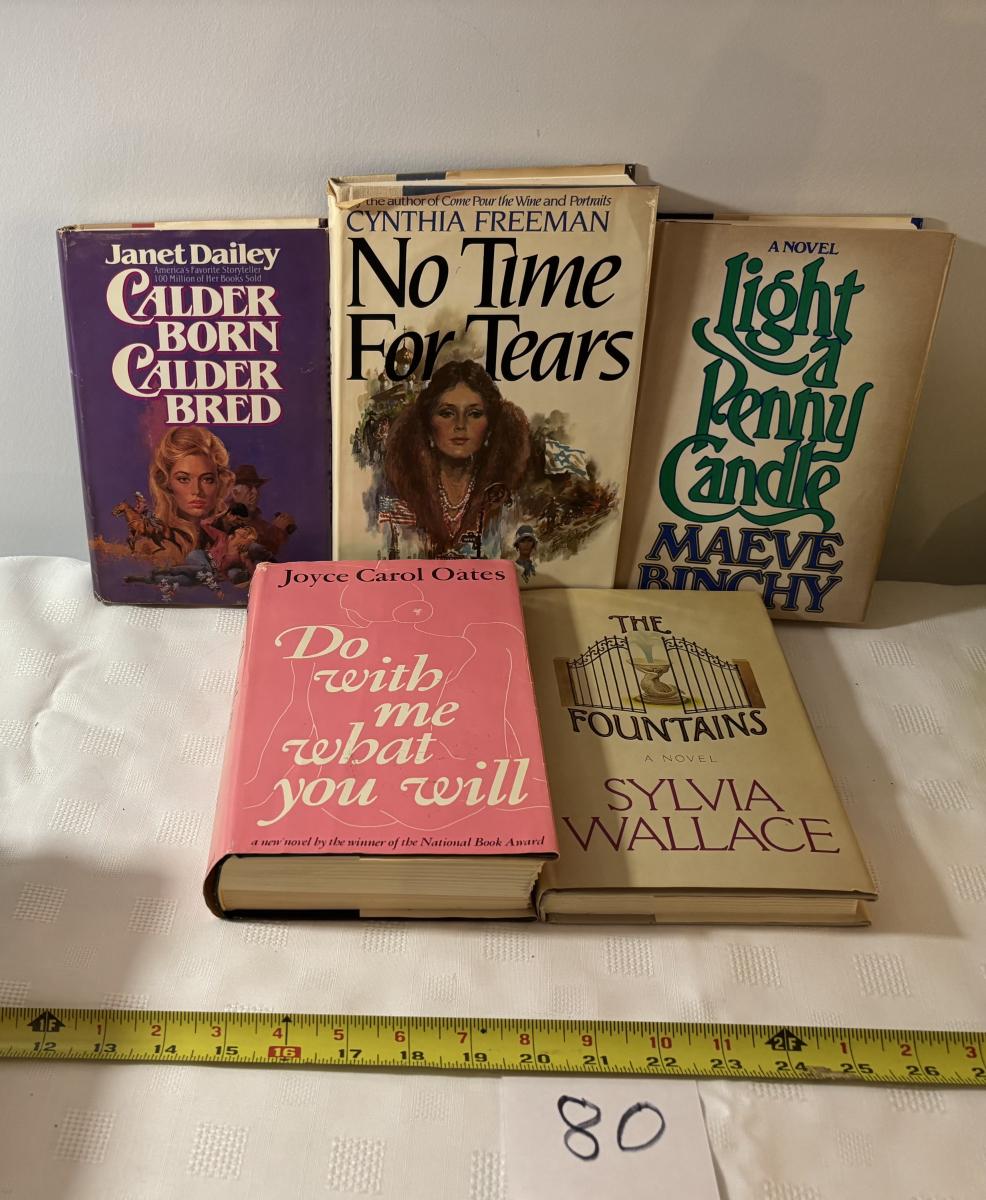 Janet Dailey
America's Favorite Storyteller
100 Million of Her Books Sold
CALDER
BORN
CALDER
BRED
by the author of Come Pour the Wine and Portraits
CYNTHIA FREEMAN
No Time
For Tears
A NOVEL
Light
a
Penny
Candle
MAEVE
BINCHY
Joyce Carol Oates
Do
with
me
what
you will
a new novel by the winner of the National Book Award
THE
FOUNTAINS
A NOVEL
SYLVIA
WALLACE
1F 1 2 3 4 5 6 7 8 9 10 11 2F 1 2 3
12 13 14 15 16 17 18 19 20 21 22 23 24 25 26 2
80